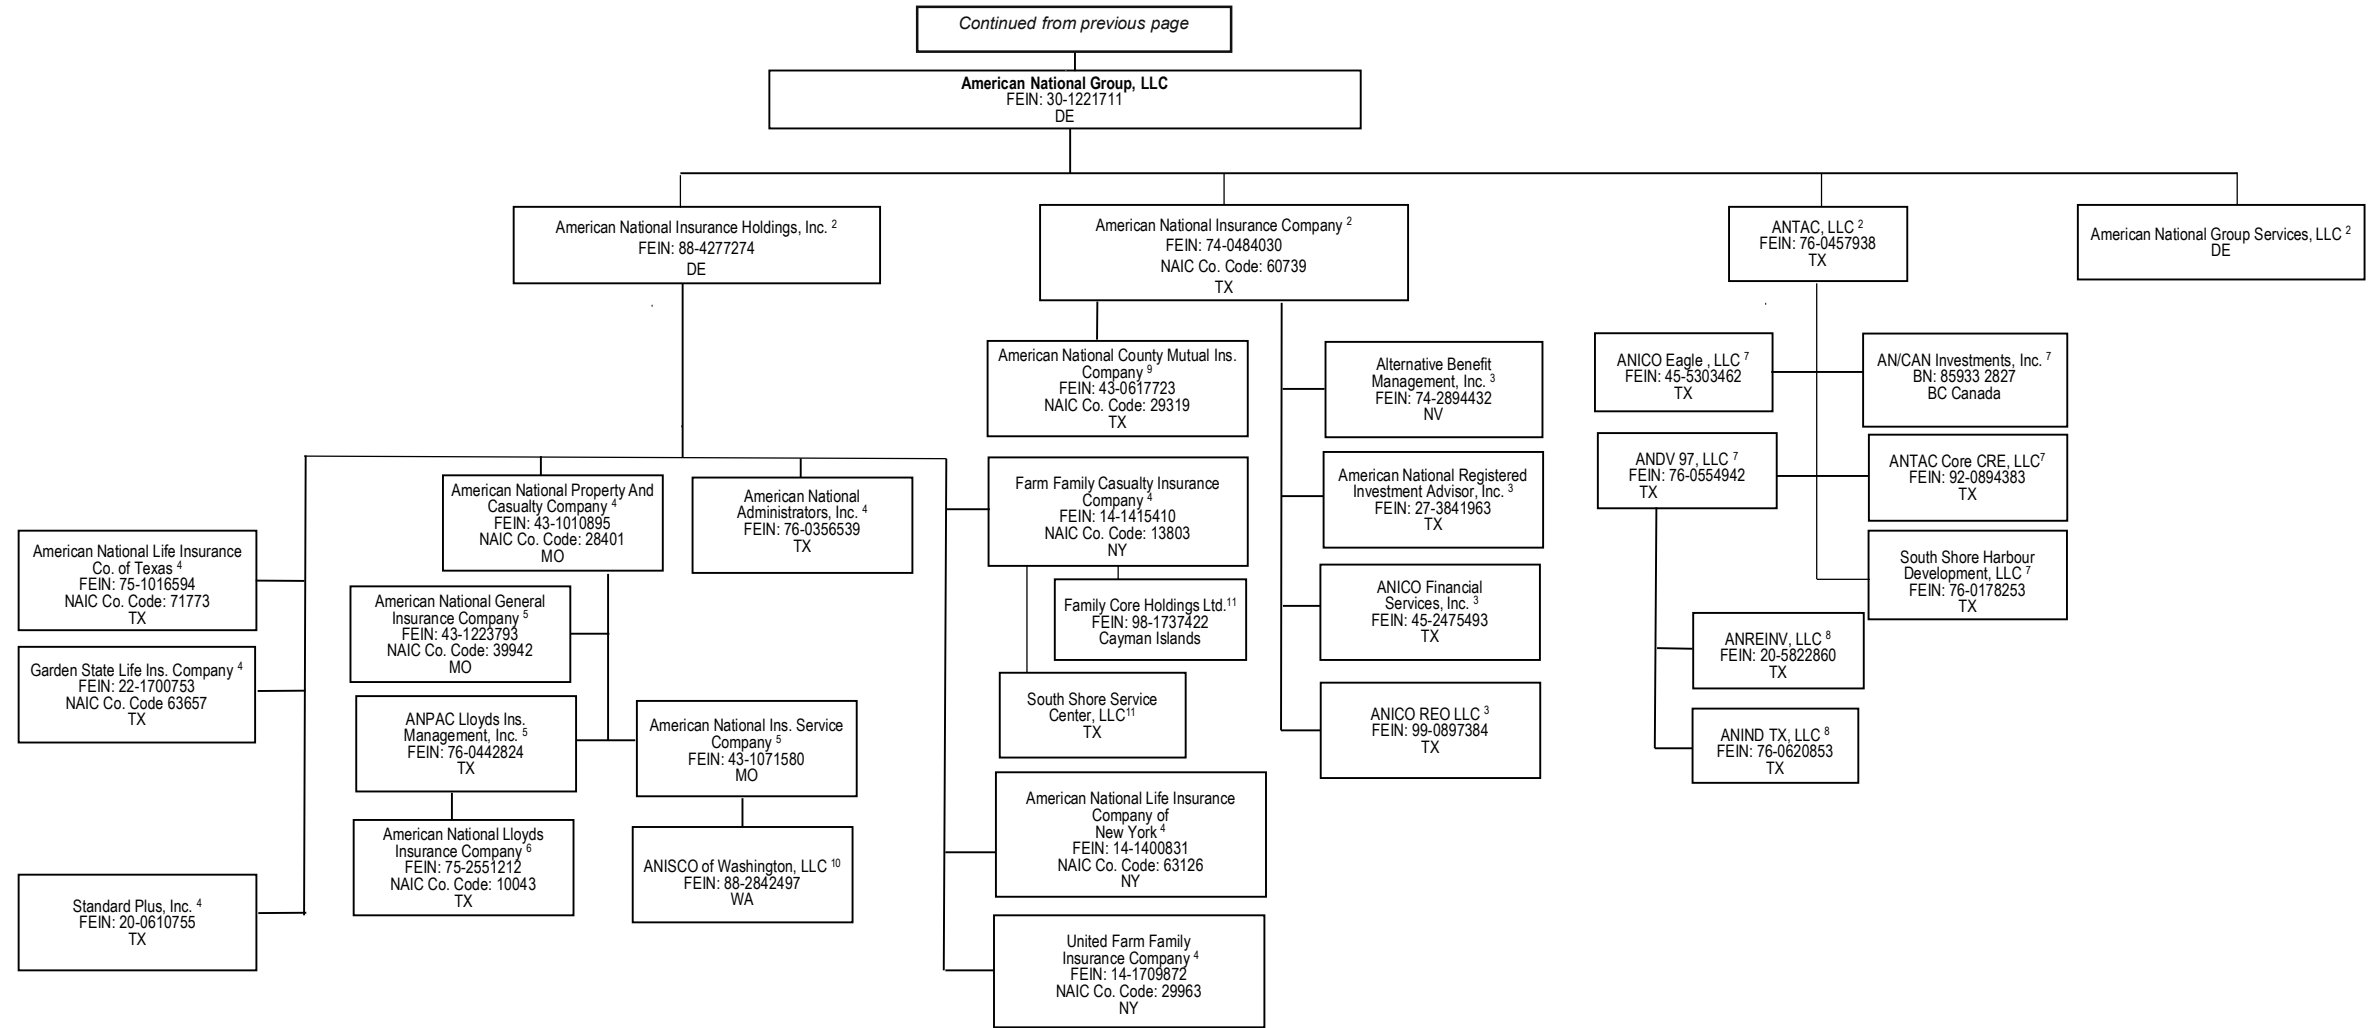 Continued from previous page
American National Group, LLC
FEIN: 30-1221711
DE
American National Insurance Holdings, Inc. 2
FEIN: 88-4277274
DE
American National Insurance Company 2
FEIN: 74-0484030
NAIC Co. Code: 60739
TX
ANTAC, LLC 2
FEIN: 76-0457938
TX
American National Group Services, LLC 2
DE
American National County Mutual Ins.
Company 9
FEIN: 43-0617723
NAIC Co. Code: 29319
TX
Alternative Benefit
Management, Inc. 3
FEIN: 74-2894432
NV
ANICO Eagle , LLC 7
FEIN: 45-5303462
TX
AN/CAN Investments, Inc. 7
BN: 85933 2827
BC Canada
American National Property And
Casualty Company 4
FEIN: 43-1010895
NAIC Co. Code: 28401
MO
American National
Administrators, Inc. 4
FEIN: 76-0356539
TX
Farm Family Casualty Insurance
Company 4
FEIN: 14-1415410
NAIC Co. Code: 13803
NY
American National Registered
Investment Advisor, Inc. 3
FEIN: 27-3841963
TX
ANDV 97, LLC 7
FEIN: 76-0554942
TX
ANTAC Core CRE, LLC7
FEIN: 92-0894383
TX
American National Life Insurance
Co. of Texas 4
FEIN: 75-1016594
NAIC Co. Code: 71773
TX
American National General
Insurance Company 5
FEIN: 43-1223793
NAIC Co. Code: 39942
MO
Family Core Holdings Ltd.11
FEIN: 98-1737422
Cayman Islands
ANICO Financial
Services, Inc. 3
FEIN: 45-2475493
TX
South Shore Harbour
Development, LLC 7
FEIN: 76-0178253
TX
Garden State Life Ins. Company 4
FEIN: 22-1700753
NAIC Co. Code 63657
TX
ANPAC Lloyds Ins.
Management, Inc. 5
FEIN: 76-0442824
TX
American National Ins. Service
Company 5
FEIN: 43-1071580
MO
South Shore Service
Center, LLC11
TX
ANICO REO LLC 3
FEIN: 99-0897384
TX
ANREINV, LLC 8
FEIN: 20-5822860
TX
ANIND TX, LLC 8
FEIN: 76-0620853
TX
American National Lloyds
Insurance Company 6
FEIN: 75-2551212
NAIC Co. Code: 10043
TX
ANISCO of Washington, LLC 10
FEIN: 88-2842497
WA
American National Life Insurance
Company of
New York 4
FEIN: 14-1400831
NAIC Co. Code: 63126
NY
Standard Plus, Inc. 4
FEIN: 20-0610755
TX
United Farm Family
Insurance Company 4
FEIN: 14-1709872
NAIC Co. Code: 29963
NY